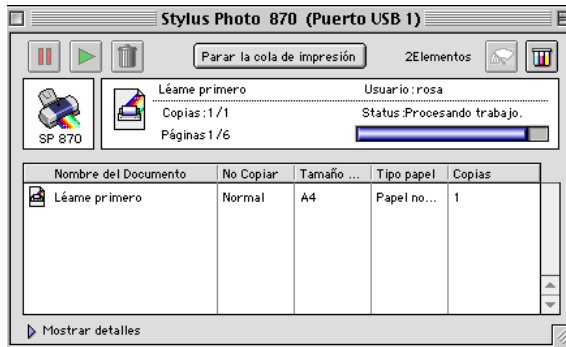 Stylus Photo 870 (Puerto USB 1)
Parar la cola de impresión 2Elementos
SP 870
Léame primero Usuario:rosa
Copias:1/1 Status:Procesando trabajo.
Páginas 1/6
Nombre del Documento No Copiar Tamaño ... Tipo papel Copias
Léame primero Normal A4 Papel no... 1
Mostrar detalles